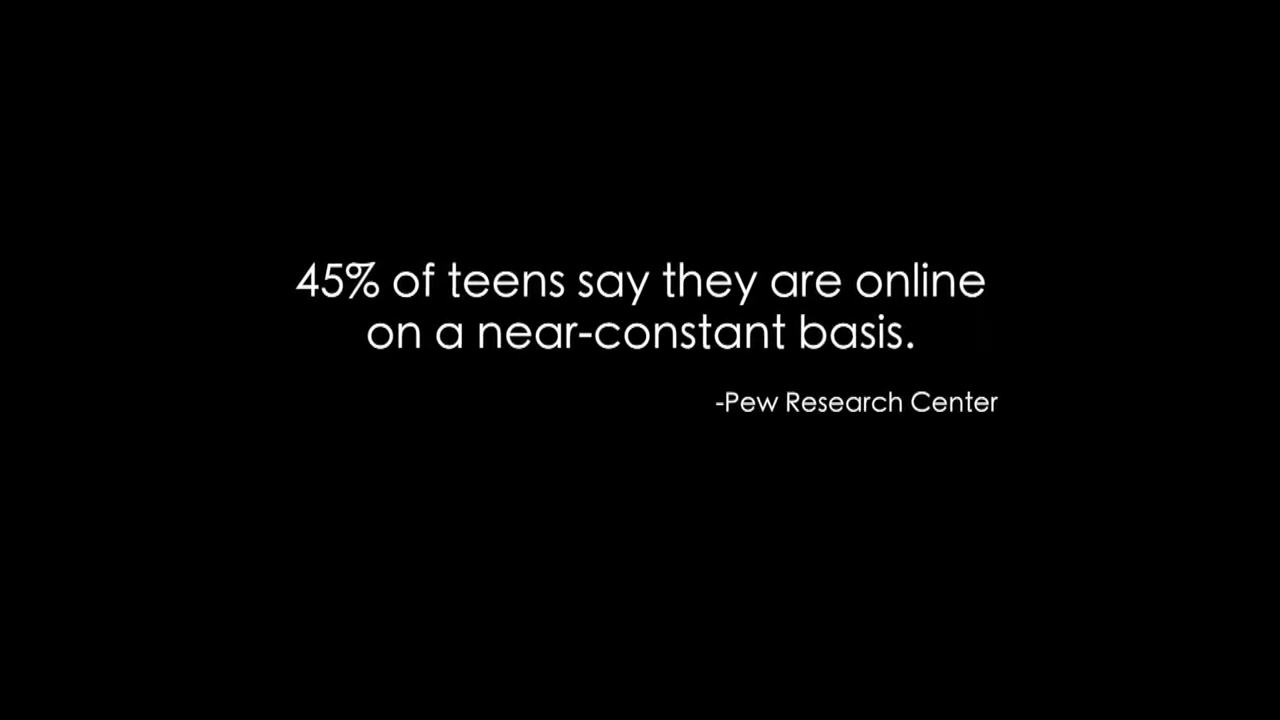 45% of teens say they are online
on a near-constant basis.
-Pew Research Center